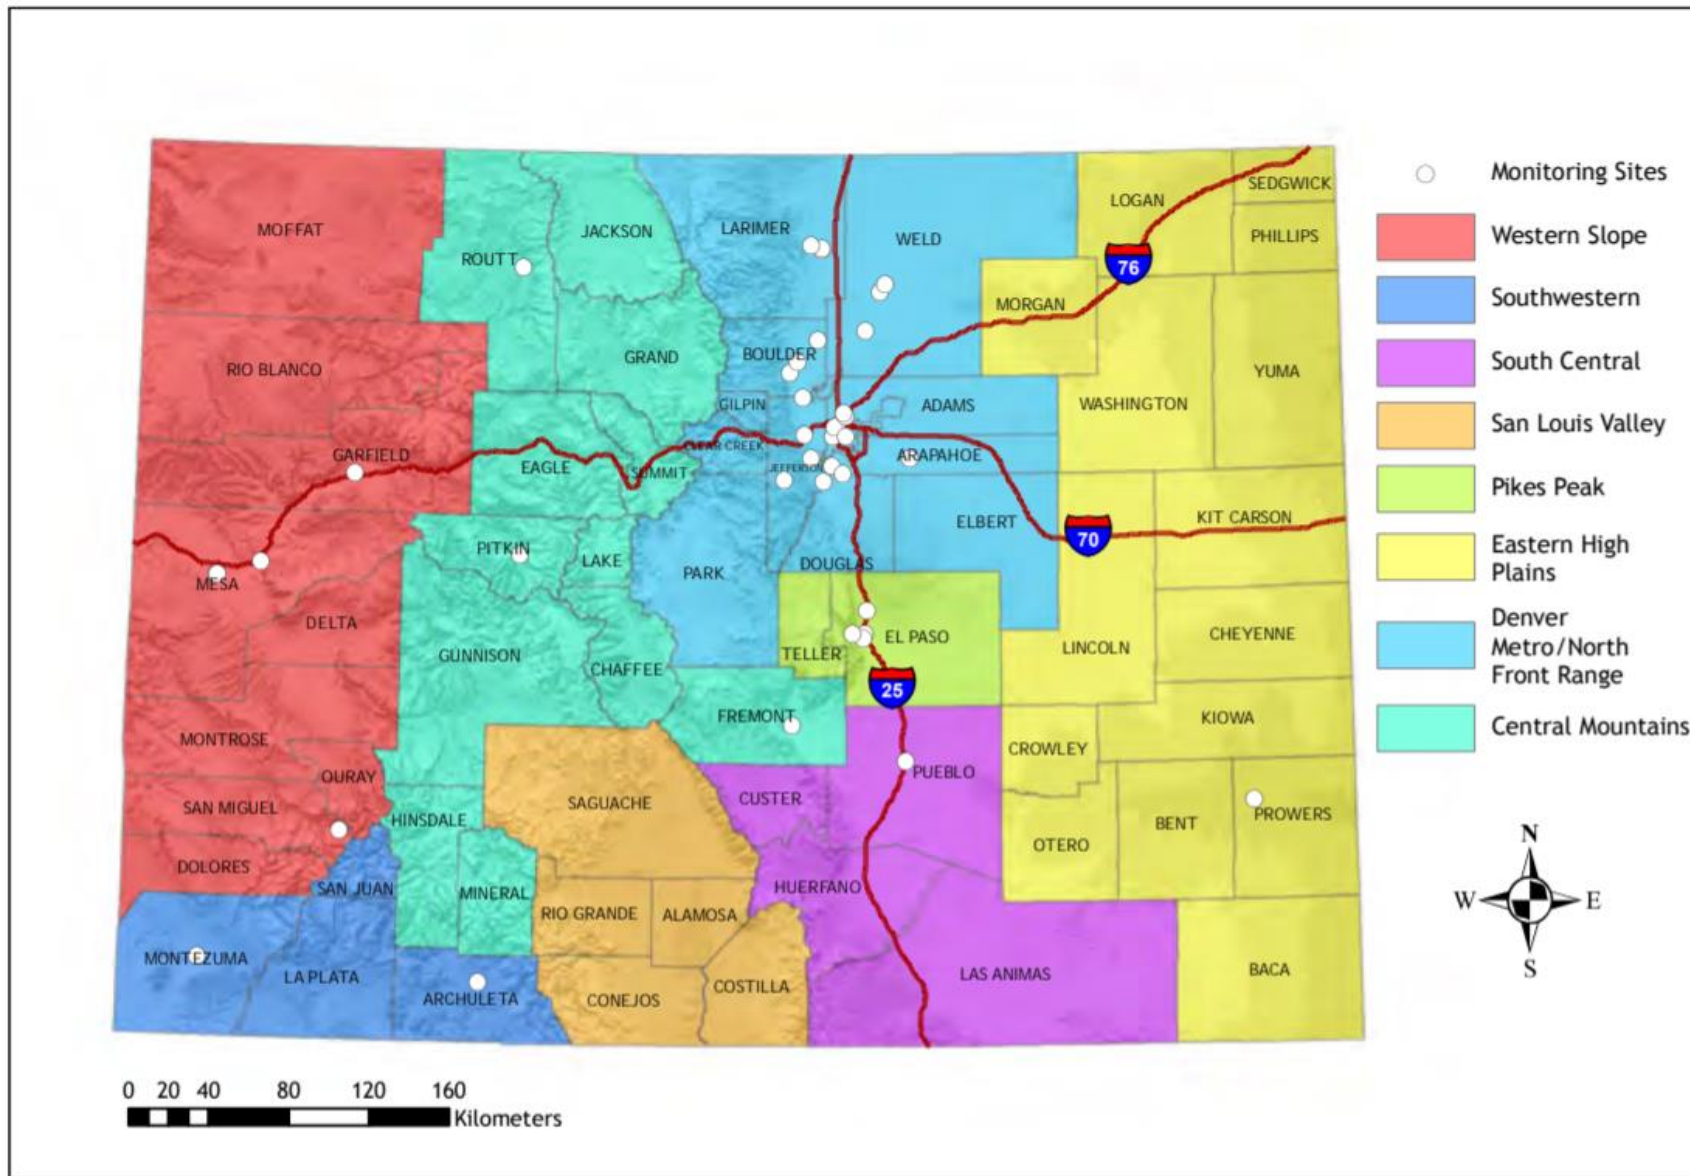 MOFFAT
ROUTT
JACKSON
LARIMER
WELD
LOGAN
SEDGWICK
PHILLIPS
76
MORGAN
RIO BLANCO
GRAND
BOULDER
GILPIN
ADAMS
WASHINGTON
YUMA
GARFIELD
EAGLE
SUMMIT
CLEAR CREEK
JEFFERSON
ARAPAHOE
ELBERT
70
KIT CARSON
MESA
PITKIN
LAKE
PARK
DOUGLAS
DELTA
GUNNISON
CHAFFEE
TELLER
EL PASO
LINCOLN
CHEYENNE
25
MONTROSE
OURAY
FREMONT
CROWLEY
KIOWA
SAN MIGUEL
HINSDALE
SAGUACHE
CUSTER
PUEBLO
OTERO
BENT
PROWERS
DOLORES
SAN JUAN
MINERAL
RIO GRANDE
ALAMOSA
HUERFANO
MONTEZUMA
LA PLATA
ARCHULETA
CONEJOS
COSTILLA
LAS ANIMAS
BACA
Monitoring Sites
Western Slope
Southwestern
South Central
San Louis Valley
Pikes Peak
Eastern High
Plains
Denver
Metro/North
Front Range
Central Mountains
N
W E
S
0 20 40 80 120 160
Kilometers